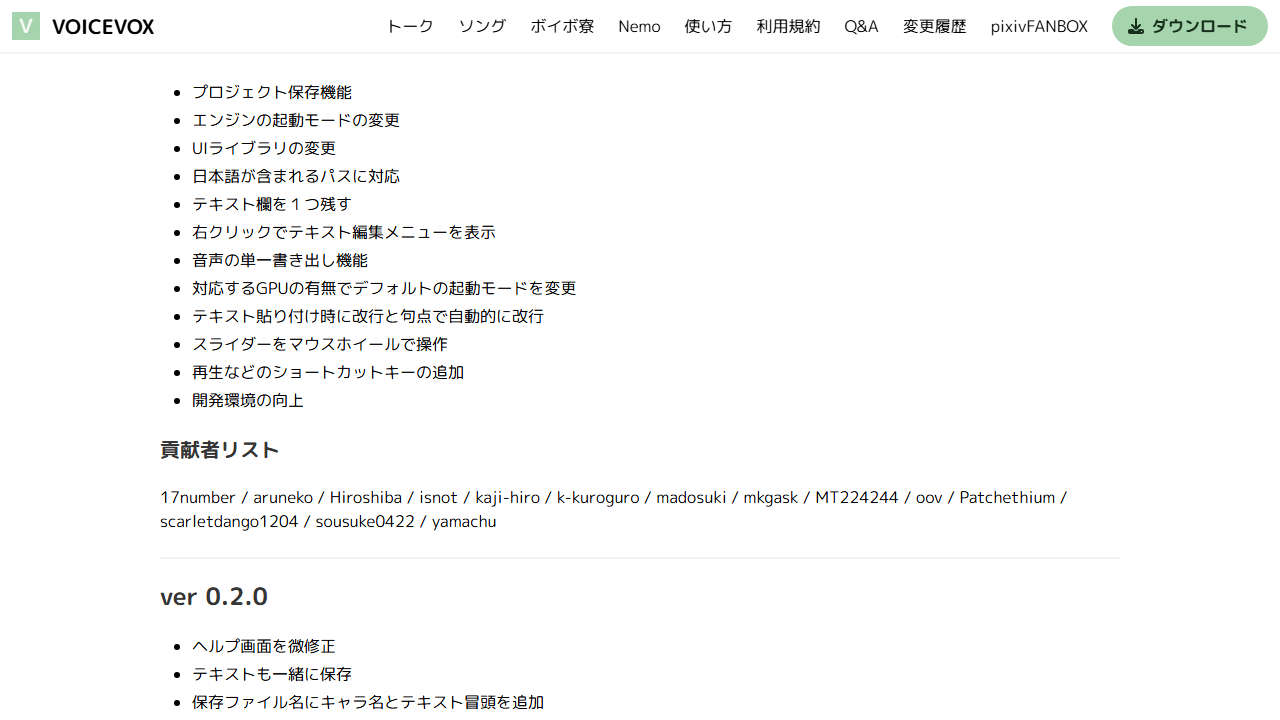 V VOICEVOX トーク ソング ボイボ寮 Nemo 使い方 利用規約 Q&A 変更履歴 pixivFANBOX ダウンロード
プロジェクト保存機能
エンジンの起動モードの変更
UIライブラリの変更
日本語が含まれるパスに対応
テキスト欄を１つ残す
右クリックでテキスト編集メニューを表示
音声の単一書き出し機能
対応するGPUの有無でデフォルトの起動モードを変更
テキスト貼り付け時に改行と句点で自動的に改行
スライダーをマウスホイールで操作
再生などのショートカットキーの追加
開発環境の向上
貢献者リスト
17number / aruneko / Hiroshiba / isnot / kaji-hiro / k-kuroguro / madosuki / mkgask / MT224244 / oov / Patchethium /
scarletdango1204 / sousuke0422 / yamachu
ver 0.2.0
ヘルプ画面を微修正
テキストも一緒に保存
保存ファイル名にキャラ名とテキスト冒頭を追加